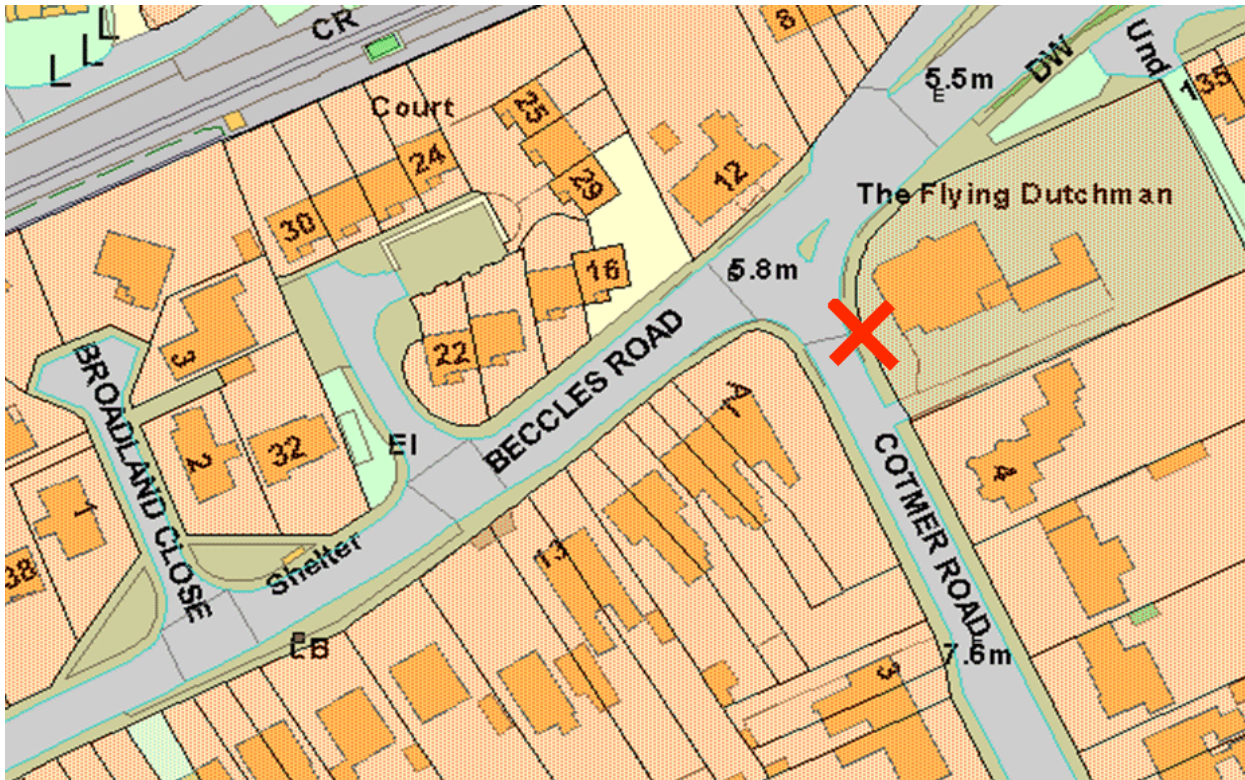 CR
L
L
L
Court
25
8
5.5m
E
DW
Und
135
24
29
12
The Flying Dutchman
30
16
5.8m
3
22
BECCLES ROAD
BROADLAND CLOSE
2
32
El
1
13
4
COTMER ROAD
Shelter
38
LB
7.6m
3